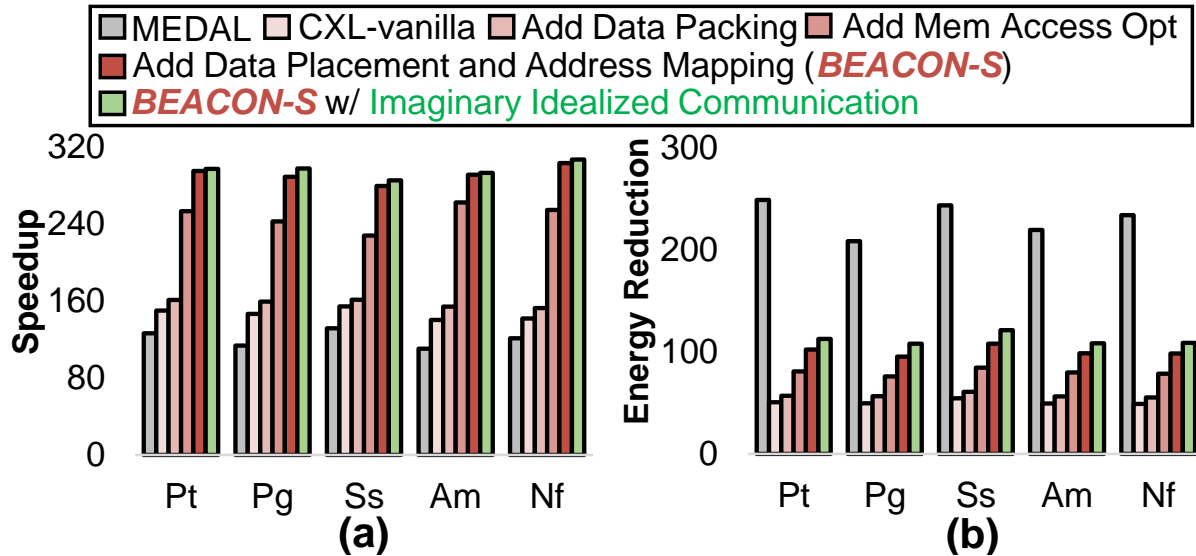 MEDAL CXL-vanilla Add Data Packing Add Mem Access Opt
Add Data Placement and Address Mapping (BEACON-S)
BEACON-S w/ Imaginary Idealized Communication
Speedup
320
240
160
80
0
Pt Pg Ss Am Nf
(a)
Energy Reduction
300
200
100
0
Pt Pg Ss Am Nf
(b)